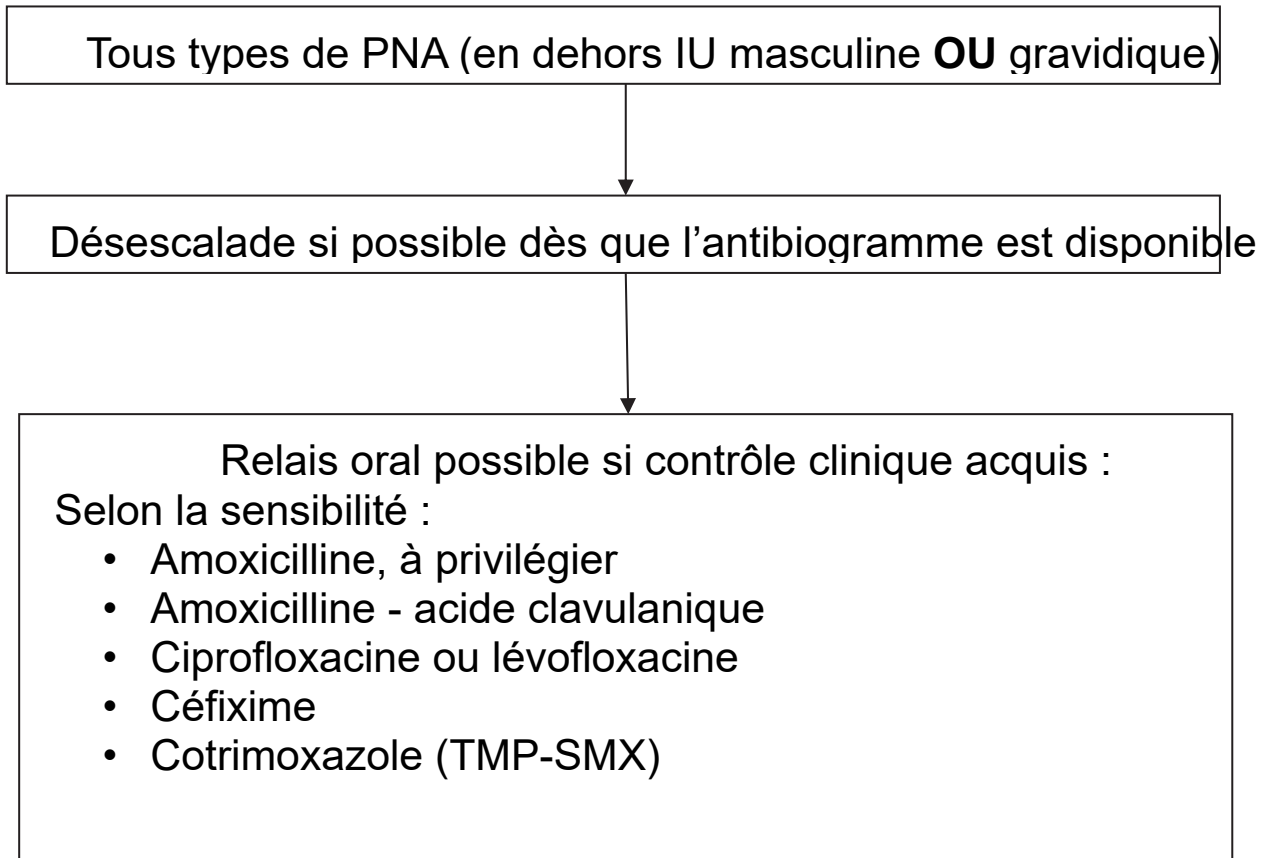 Tous types de PNA (en dehors IU masculine OU gravidique)
Désescalade si possible dès que l’antibiogramme est disponible
Relais oral possible si contrôle clinique acquis :
Selon la sensibilité :
• Amoxicilline, à privilégier
• Amoxicilline - acide clavulanique
• Ciprofloxacine ou lévofloxacine
• Céfixime
• Cotrimoxazole (TMP-SMX)